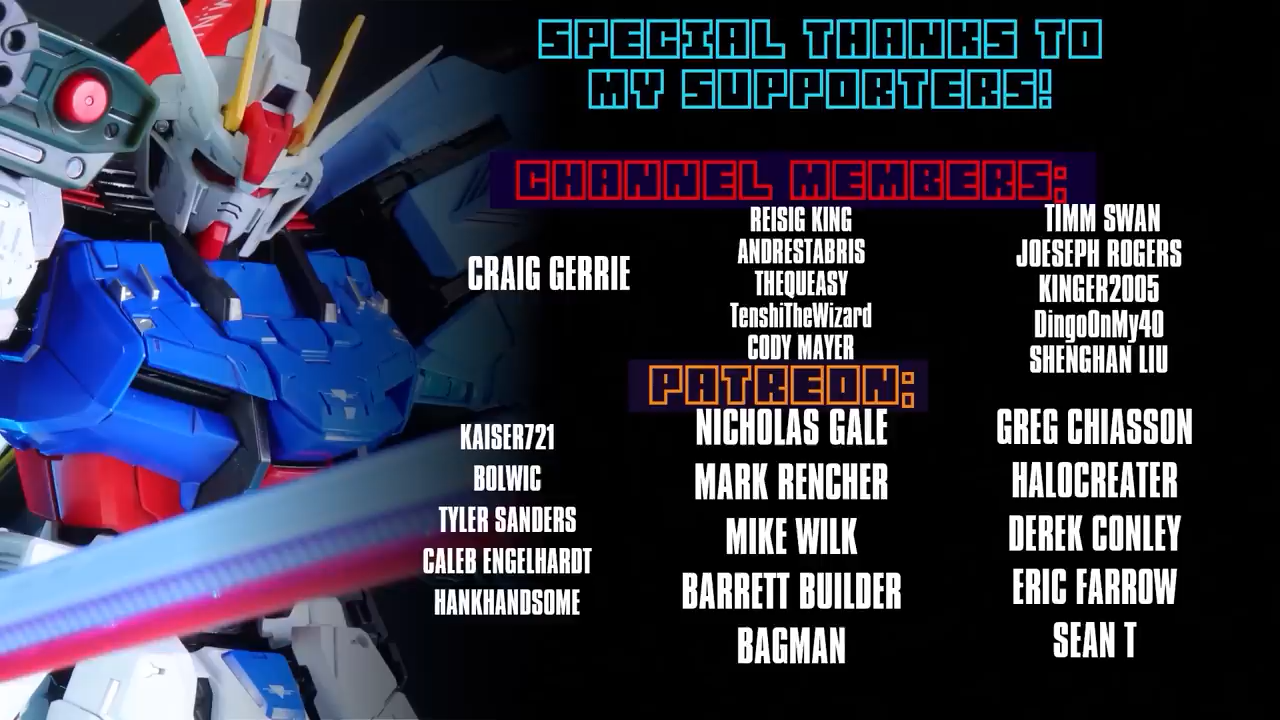 SPECIAL THANKS TO
MY SUPPORTERS!
CHANNEL MEMBERS:
CRAIG GERRIE
REISIG KING
ANDRESTABRIS
THEQUEASY
TenshiTheWizard
CODY MAYER
TIMM SWAN
JOESEPH ROGERS
KINGER2005
DingoOnMy40
SHENGHAN LIU
PATREON:
KAISER721
BOLWIC
TYLER SANDERS
CALEB ENGELHARDT
HANKHANDSOME
NICHOLAS GALE
MARK RENCHER
MIKE WILK
BARRETT BUILDER
BAGMAN
GREG CHIASSON
HALOCREATER
DEREK CONLEY
ERIC FARROW
SEAN T